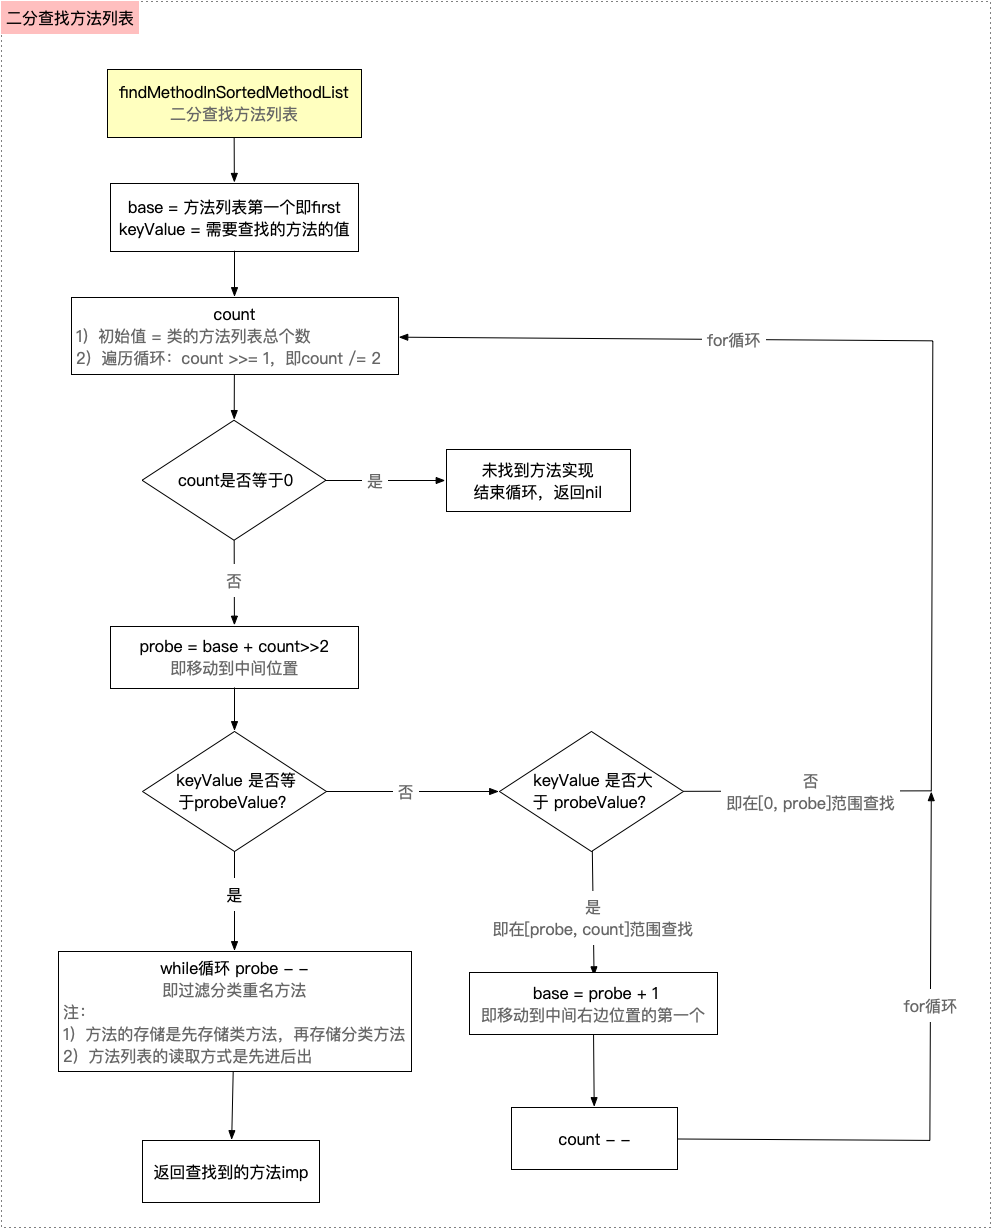 二分查找方法列表
findMethodInSortedMethodList
二分查找方法列表
base = 方法列表第一个即first
keyValue = 需要查找的方法的值
count
1）初始值 = 类的方法列表总个数
2）遍历循环：count >>= 1，即count /= 2
for循环
count是否等于0
是
未找到方法实现
结束循环，返回nil
否
probe = base + count>>2
即移动到中间位置
keyValue 是否等
于probeValue?
否
keyValue 是否大
于 probeValue?
否
即在[0, probe]范围查找
是
是
即在[probe, count]范围查找
while循环 probe - -
即过滤分类重名方法
注：
1）方法的存储是先存储类方法，再存储分类方法
2）方法列表的读取方式是先进后出
base = probe + 1
即移动到中间右边位置的第一个
for循环
count - -
返回查找到的方法imp